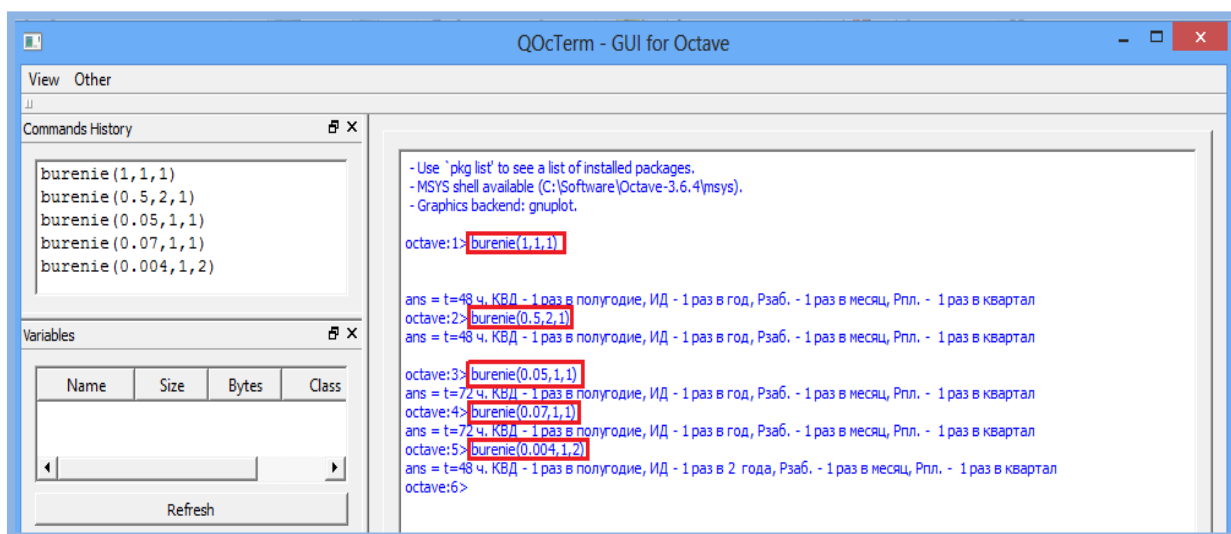 QOcTerm - GUI for Octave
View Other
Commands History
burenie(1,1,1)
burenie(0.5,2,1)
burenie(0.05,1,1)
burenie(0.07,1,1)
burenie(0.004,1,2)
Variables
Name Size Bytes Class
Refresh
- Use `pkg list' to see a list of installed packages.
- MSYS shell available (C:\Software\Octave-3.6.4\msys).
- Graphics backend: gnuplot.
octave:1> burenie(1,1,1)
ans = t=48 ч. КВД - 1 раз в полугодие, ИД - 1 раз в год, Рзаб. - 1 раз в месяц, Рпл. - 1 раз в квартал
octave:2> burenie(0.5,2,1)
ans = t=48 ч. КВД - 1 раз в полугодие, ИД - 1 раз в год, Рзаб. - 1 раз в месяц, Рпл. - 1 раз в квартал
octave:3> burenie(0.05,1,1)
ans = t=72 ч. КВД - 1 раз в полугодие, ИД - 1 раз в год, Рзаб. - 1 раз в месяц, Рпл. - 1 раз в квартал
octave:4> burenie(0.07,1,1)
ans = t=72 ч. КВД - 1 раз в полугодие, ИД - 1 раз в год, Рзаб. - 1 раз в месяц, Рпл. - 1 раз в квартал
octave:5> burenie(0.004,1,2)
ans = t=48 ч. КВД - 1 раз в полугодие, ИД - 1 раз в 2 года, Рзаб. - 1 раз в месяц, Рпл. - 1 раз в квартал
octave:6>